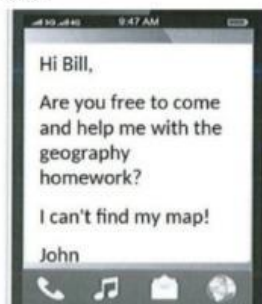 9:47 AM
Hi Bill,
Are you free to come
and help me with the
geography
homework?
I can't find my map!
John